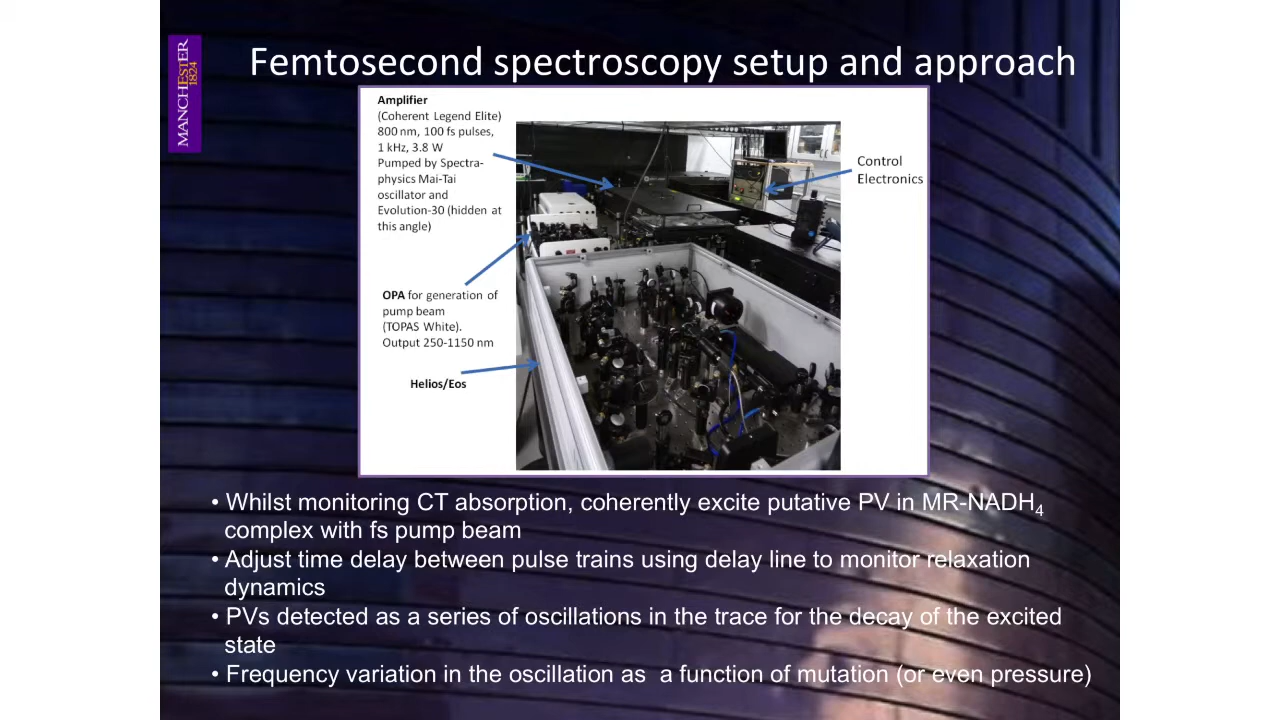 MANCHESTER
1824
Femtosecond spectroscopy setup and approach
Amplifier
(Coherent Legend Elite)
800 nm, 100 fs pulses,
1 kHz, 3.8 W
Pumped by Spectra-
physics Mai-Tai
oscillator and
Evolution-30 (hidden at
this angle)
Control
Electronics
OPA for generation of
pump beam
(TOPAS White).
Output 250-1150 nm
Helios/Eos
• Whilst monitoring CT absorption, coherently excite putative PV in MR-NADH4
complex with fs pump beam
• Adjust time delay between pulse trains using delay line to monitor relaxation
dynamics
• PVs detected as a series of oscillations in the trace for the decay of the excited
state
• Frequency variation in the oscillation as  a function of mutation (or even pressure)